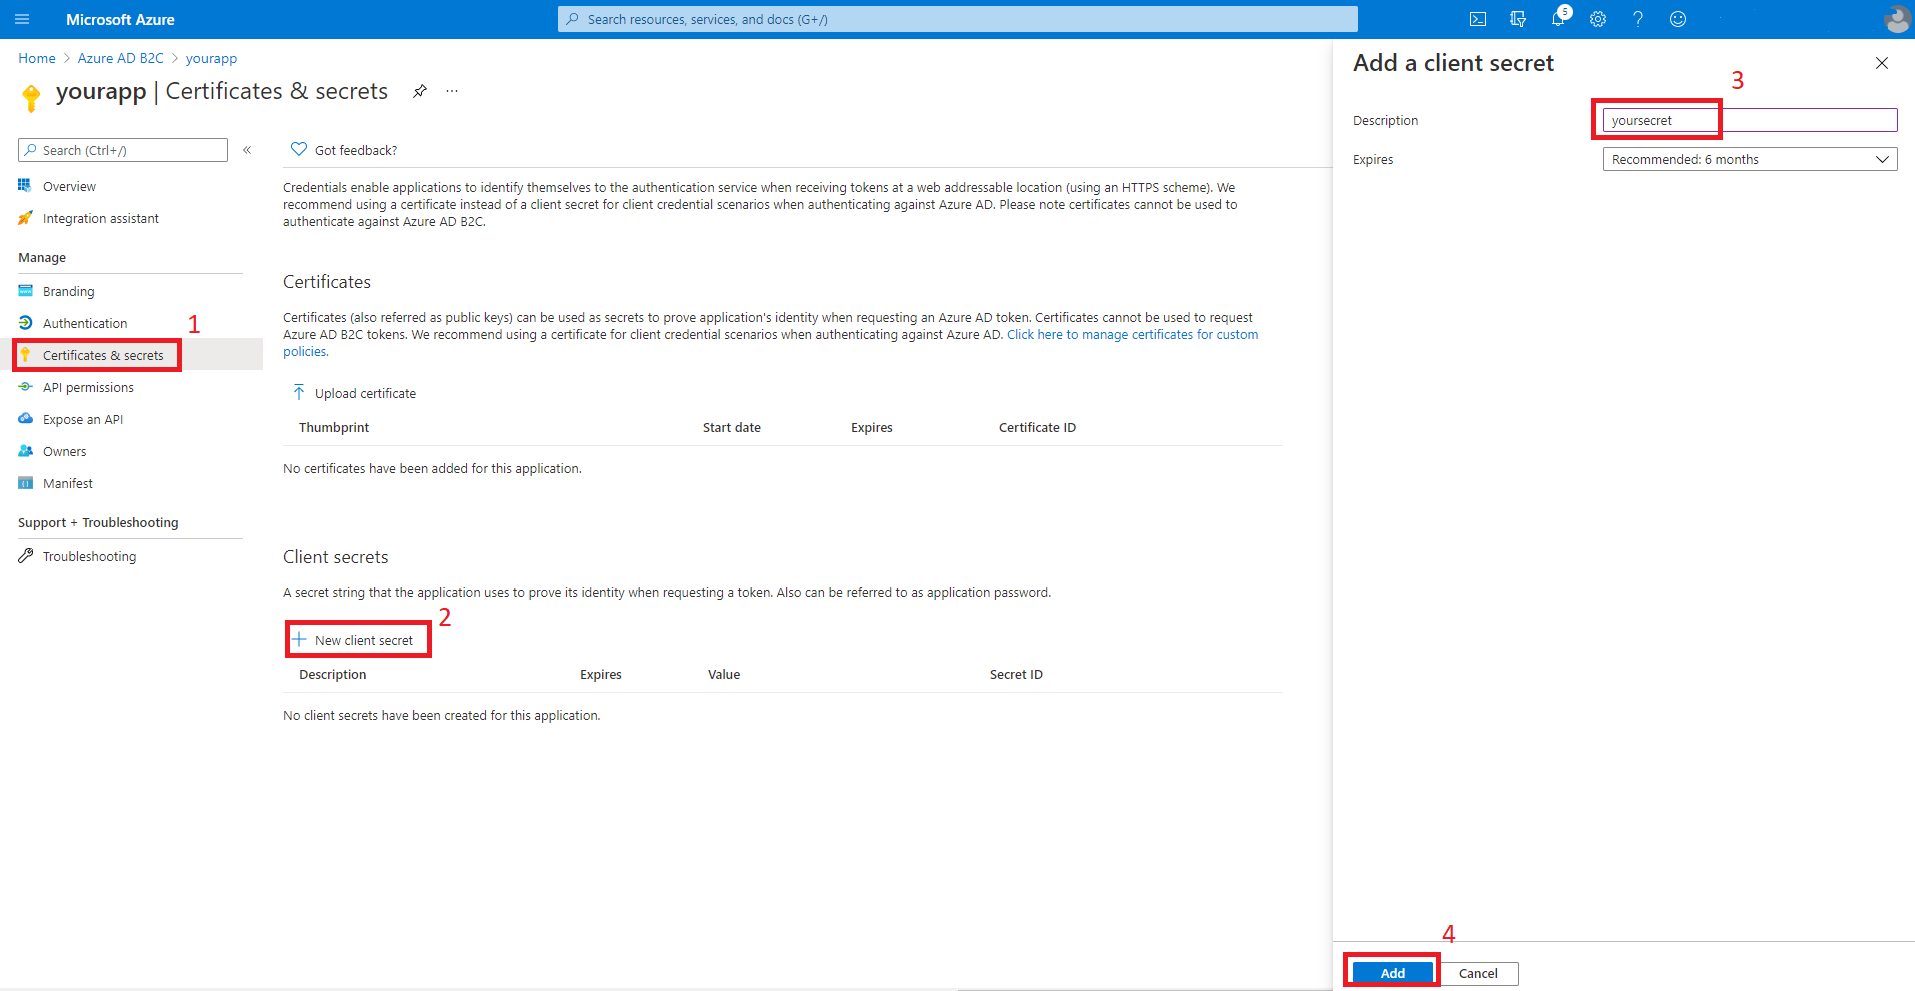 Microsoft Azure
Search resources, services, and docs (G+/)
5
Home > Azure AD B2C > yourapp
yourapp | Certificates & secrets
...
Search (Ctrl+/)
«
Overview
Integration assistant
Manage
Branding
Authentication
1
Certificates & secrets
API permissions
Expose an API
Owners
Manifest
Support + Troubleshooting
Troubleshooting
Got feedback?
Credentials enable applications to identify themselves to the authentication service when receiving tokens at a web addressable location (using an HTTPS scheme). We
recommend using a certificate instead of a client secret for client credential scenarios when authenticating against Azure AD. Please note certificates cannot be used to
authenticate against Azure AD B2C.
Certificates
Certificates (also referred as public keys) can be used as secrets to prove application's identity when requesting an Azure AD token. Certificates cannot be used to request
Azure AD B2C tokens. We recommend using a certificate for client credential scenarios when authenticating against Azure AD. Click here to manage certificates for custom
policies.
Upload certificate
Thumbprint Start date Expires Certificate ID
No certificates have been added for this application.
Client secrets
A secret string that the application uses to prove its identity when requesting a token. Also can be referred to as application password.
2
New client secret
Description Expires Value Secret ID
No client secrets have been created for this application.
Add a client secret
3
Description yoursecret
Expires Recommended: 6 months
4
Add Cancel